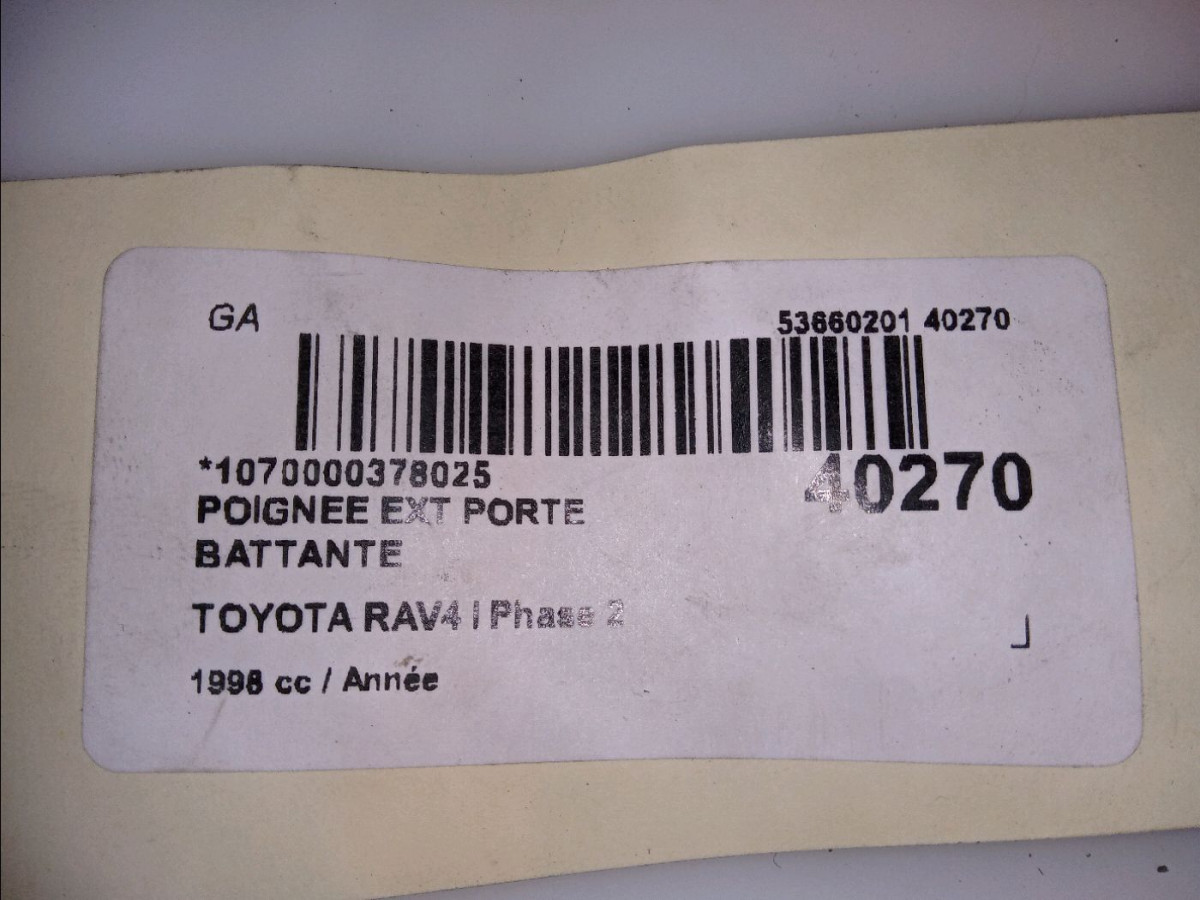 GA
53660201 40270
*1070000378025
40270
POIGNEE EXT PORTE
BATTANTE
TOYOTA RAV4 I Phase 2
1998 cc / Année